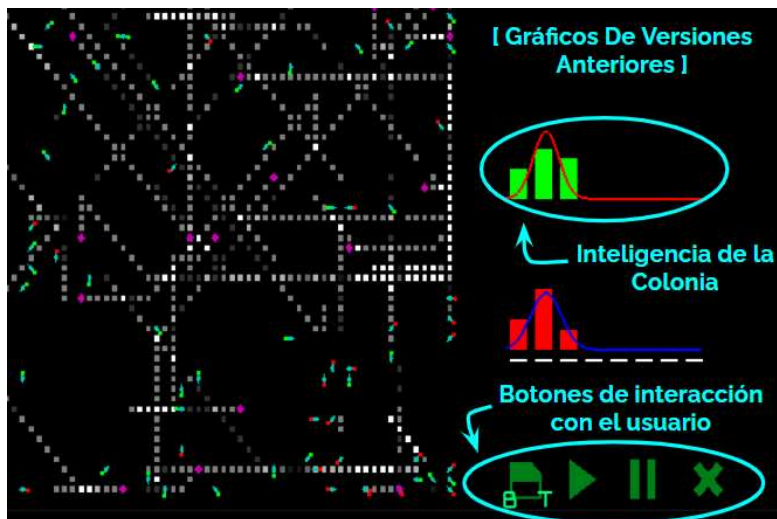 [ Gráficos De Versiones
Anteriores ]
Inteligencia de la
Colonia
Botones de interacción
con el usuario
B T